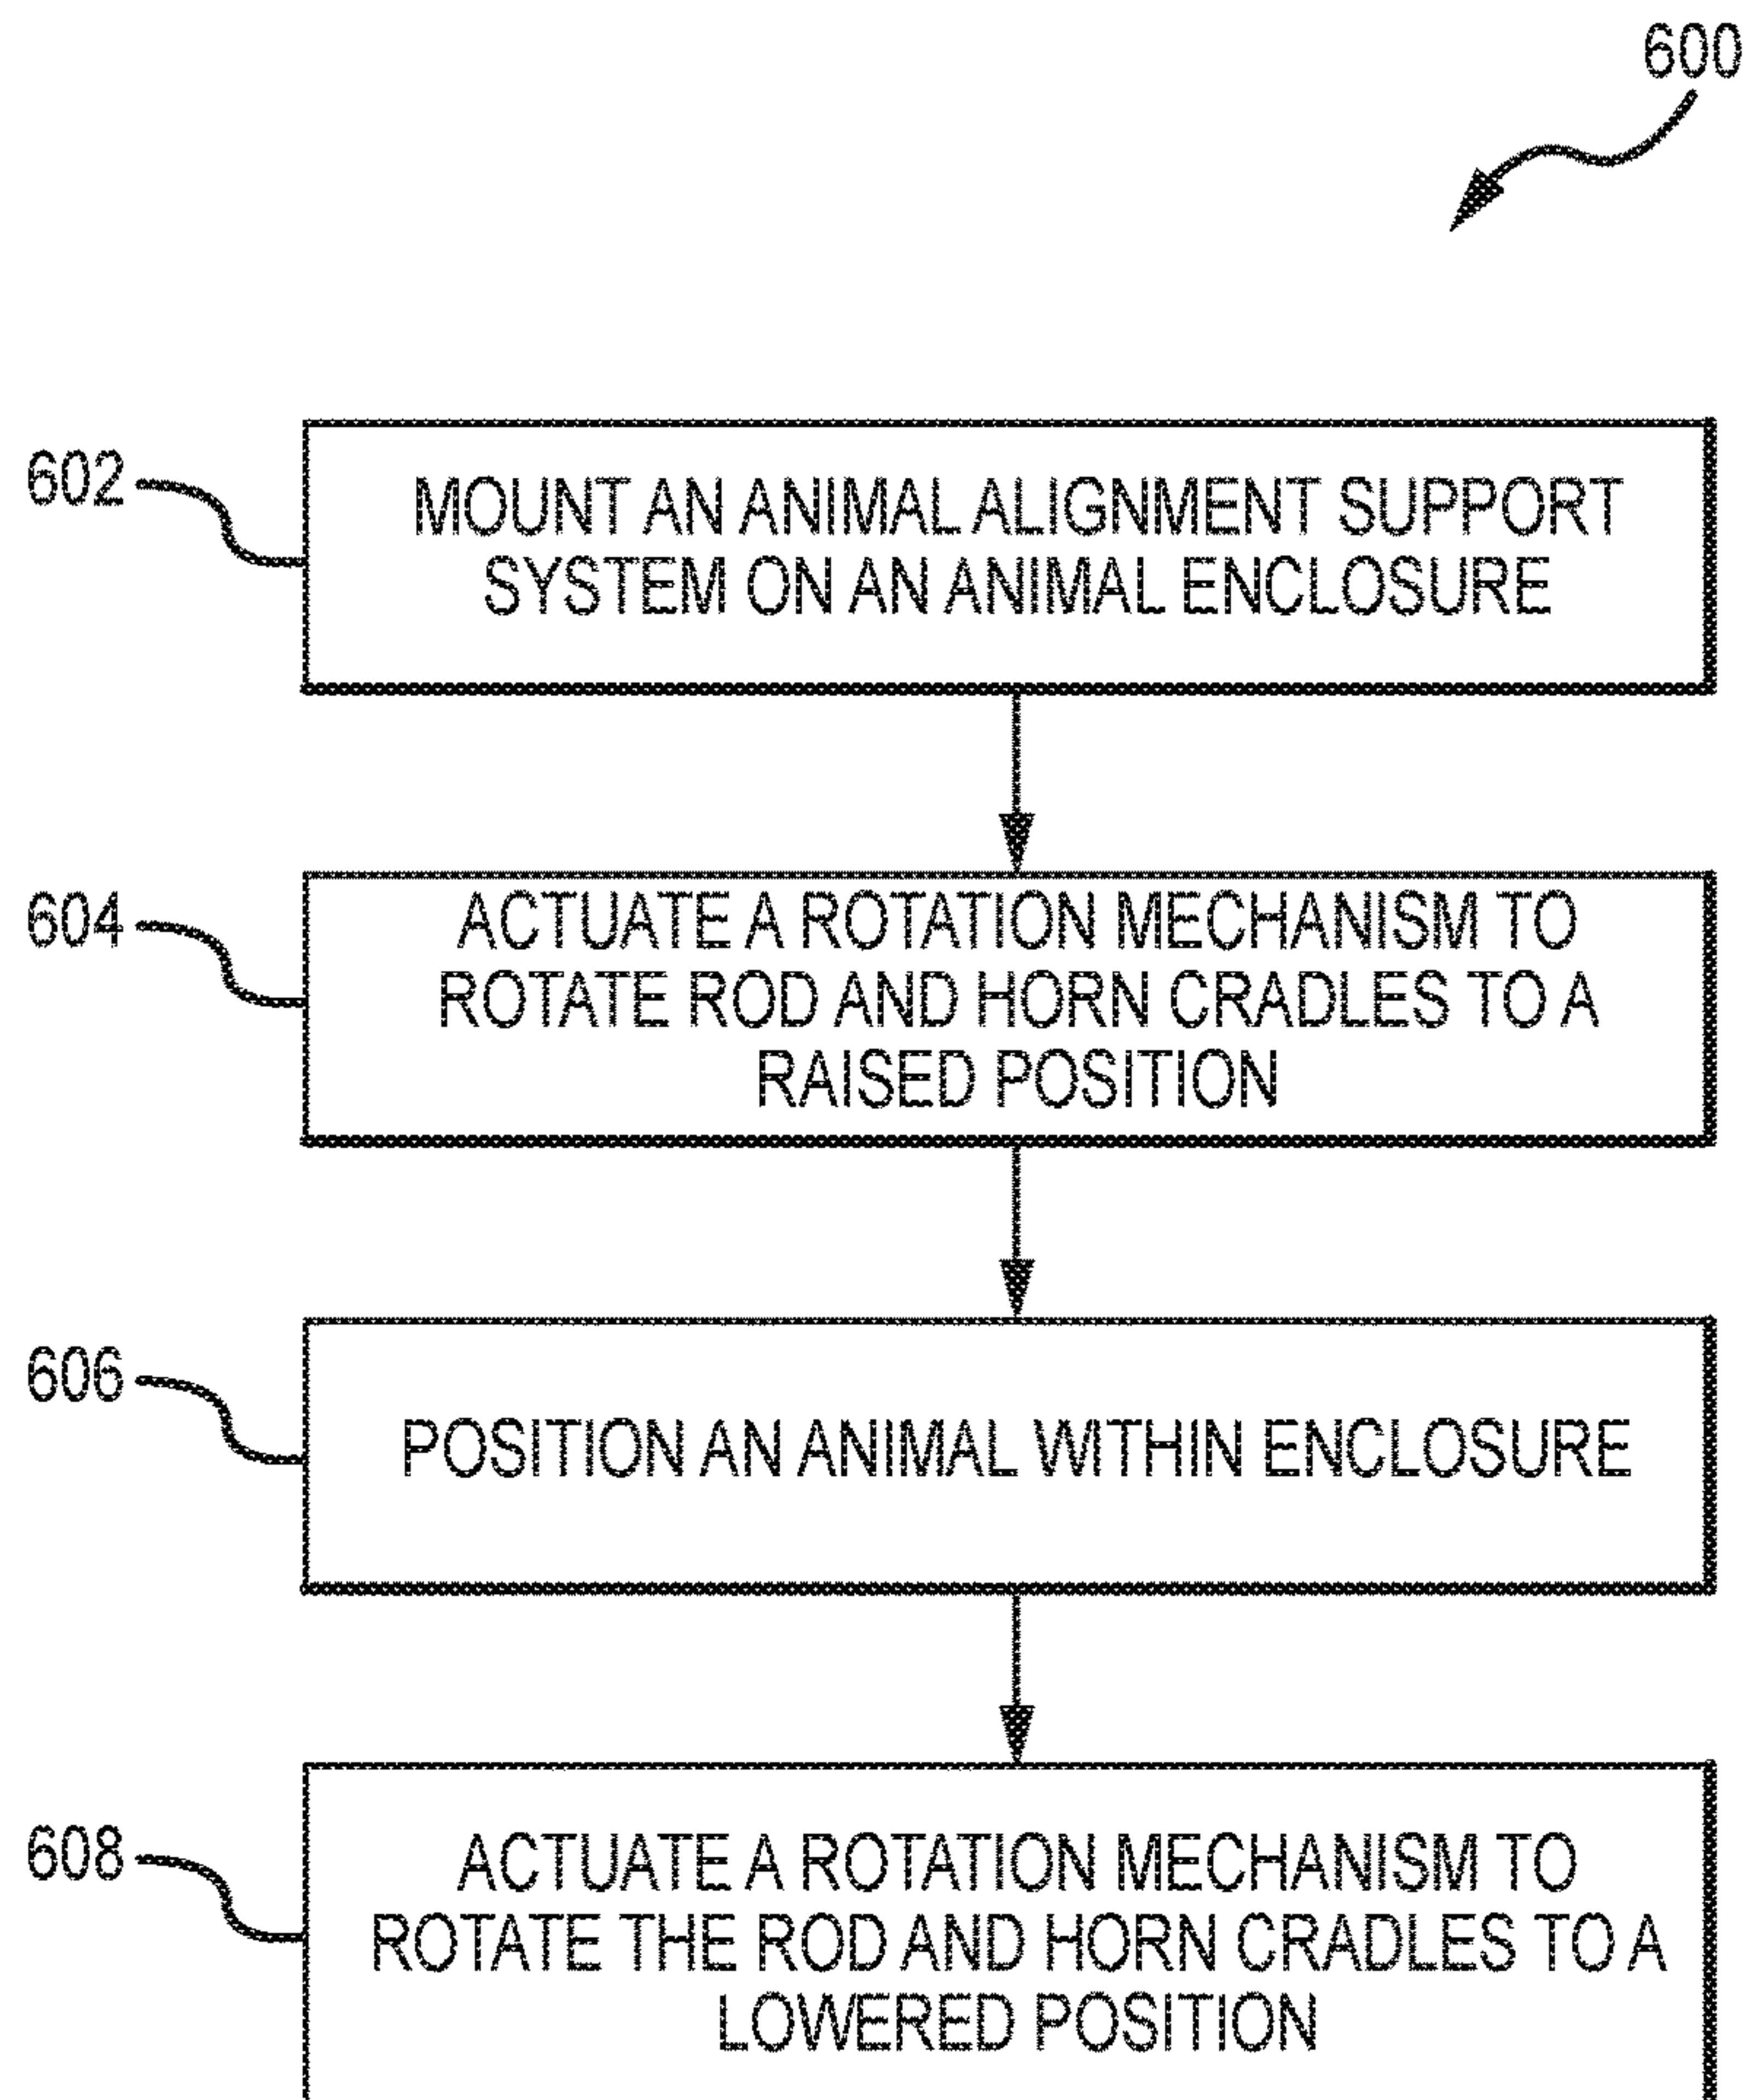 600
602
MOUNT AN ANIMAL ALIGNMENT SUPPORT
SYSTEM ON AN ANIMAL ENCLOSURE
604
ACTUATE A ROTATION MECHANISM TO
ROTATE ROD AND HORN CRADLES TO A
RAISED POSITION
606
POSITION AN ANIMAL WITHIN ENCLOSURE
608
ACTUATE A ROTATION MECHANISM TO
ROTATE THE ROD AND HORN CRADLES TO A
LOWERED POSITION